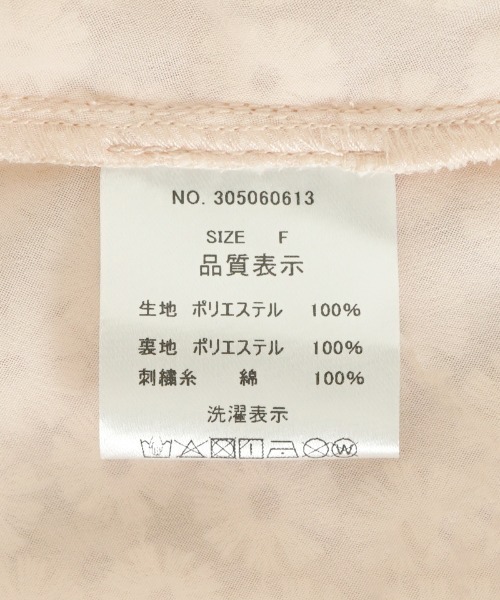 NO. 305060613
SIZE F
品質表示
生地 ポリエステル 100%
裏地 ポリエステル 100%
刺繍糸 綿 100%
洗濯表示